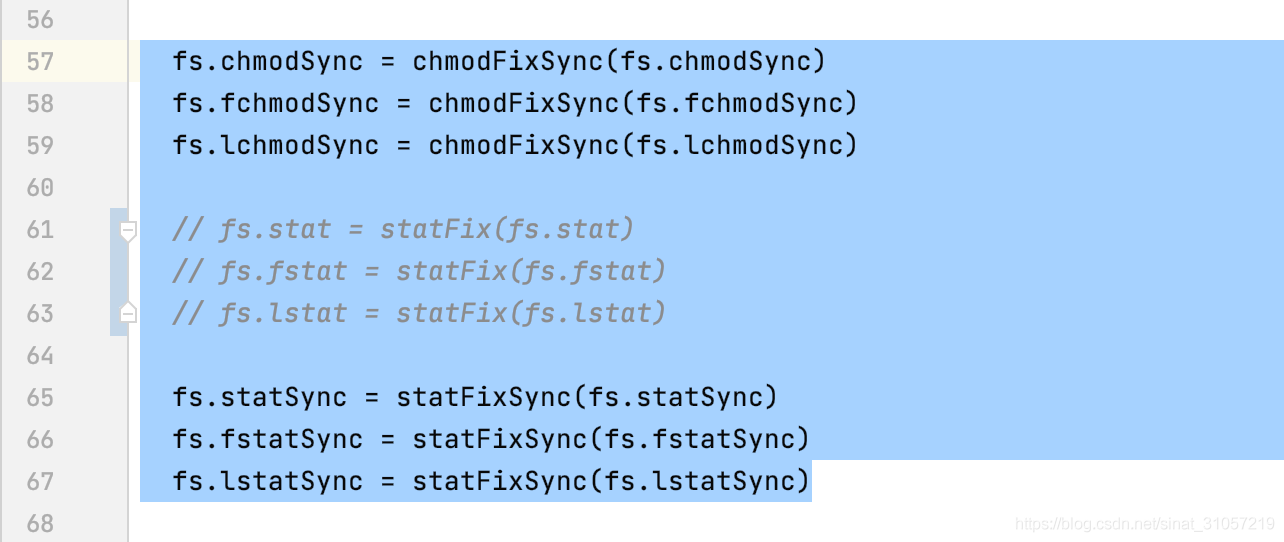 56
57 fs.chmodSync = chmodFixSync(fs.chmodSync)
58 fs.fchmodSync = chmodFixSync(fs.fchmodSync)
59 fs.lchmodSync = chmodFixSync(fs.lchmodSync)
60
61 // fs.stat = statFix(fs.stat)
62 // fs.fstat = statFix(fs.fstat)
63 // fs.lstat = statFix(fs.lstat)
64
65 fs.statSync = statFixSync(fs.statSync)
66 fs.fstatSync = statFixSync(fs.fstatSync)
67 fs.lstatSync = statFixSync(fs.lstatSync)
68
https://blog.csdn.net/sinat_31057219